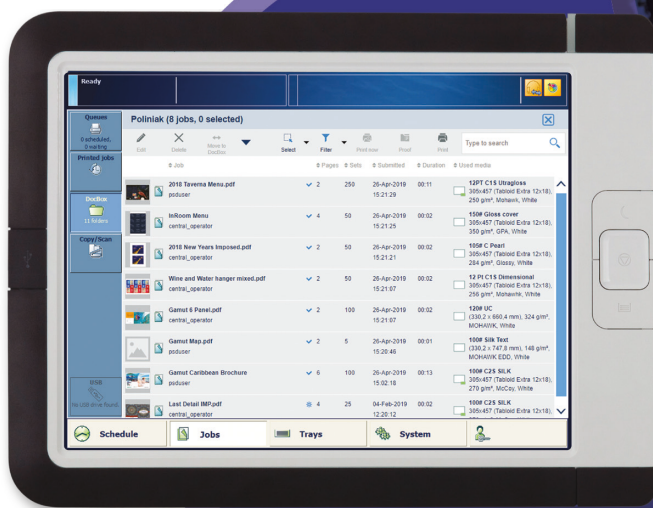 Ready
Queues
0 scheduled,
0 waiting
Printed jobs
DocBox
11 folders
Copy/Scan
USB
No USB drive found.
Poliniak (8 jobs, 0 selected)
Edit
Delete
Move to
DocBox
Select
Filter
Print now
Proof
Print
Type to search
Job
Pages
Sets
Submitted
Duration
Used media
2018 Taverna Menu.pdf
psduser
2
250
26-Apr-2019
15:21:29
00:11
12PT C1S Utragloss
305x457 (Tabloid Extra 12x18),
250 g/m², Mohawk, White
InRoom Menu
central_operator
4
50
26-Apr-2019
15:21:25
00:02
150# Gloss cover
305x457 (Tabloid Extra 12x18),
350 g/m², GPA, White
2018 New Years Imposed.pdf
central_operator
2
50
26-Apr-2019
15:21:21
00:02
105# C Pearl
305x457 (Tabloid Extra 12x18),
284 g/m², Glossy, White
Wine and Water hanger mixed.pdf
central_operator
2
50
26-Apr-2019
15:21:07
00:02
12 Pt C1S Dimensional
305x457 (Tabloid Extra 12x18),
256 g/m², Mohawhk, White
Gamut 6 Panel.pdf
central_operator
2
100
26-Apr-2019
15:21:07
00:02
120# UC
(330,2 x 660,4 mm), 324 g/m²,
MOHAWK, White
Gamut Map.pdf
psduser
2
5
26-Apr-2019
15:20:46
00:01
100# Silk Text
(330,2 x 747,8 mm), 148 g/m²,
MOHAWK EDD, White
Gamut Caribbean Brochure
psduser
6
100
26-Apr-2019
15:02:18
00:13
100# C2S SILK
305x457 (Tabloid Extra 12x18),
270 g/m², McCoy, White
Last Detail IMP.pdf
central_operator
4
25
04-Feb-2019
12:20:12
00:02
100# C2S SILK
305x457 (Tabloid Extra 12x18),
Schedule
Jobs
Trays
System